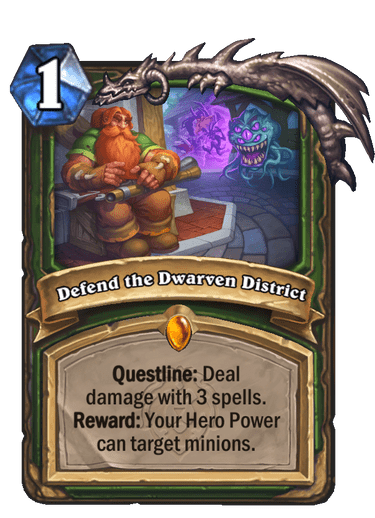 1
Defend the Dwarven District
Questline: Deal
damage with 3 spells.
Reward: Your Hero Power
can target minions.